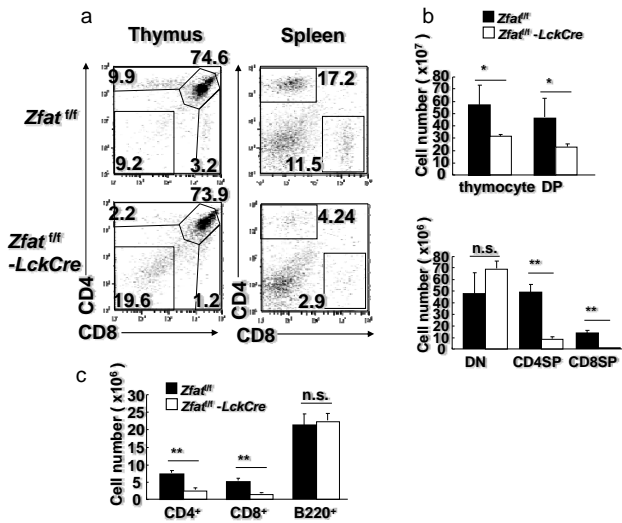 a
Thymus
Spleen
Zfat f/f
9.9
74.6
9.2
3.2
17.2
11.5
Zfat f/f
-LckCre
2.2
73.9
19.6
1.2
4.24
2.9
CD4
CD8
CD4
CD8
b
Zfat f/f
Zfat f/f -LckCre
Cell number ( x10⁷)
80
70
60
50
40
30
20
10
0
*
*
thymocyte DP
Cell number ( x10⁶)
80
70
60
50
40
30
20
10
0
n.s.
**
**
DN CD4SP CD8SP
c
Zfat f/f
Zfat f/f -LckCre
Cell number ( x10⁶)
30
25
20
15
10
5
0
**
**
n.s.
CD4⁺ CD8⁺ B220⁺